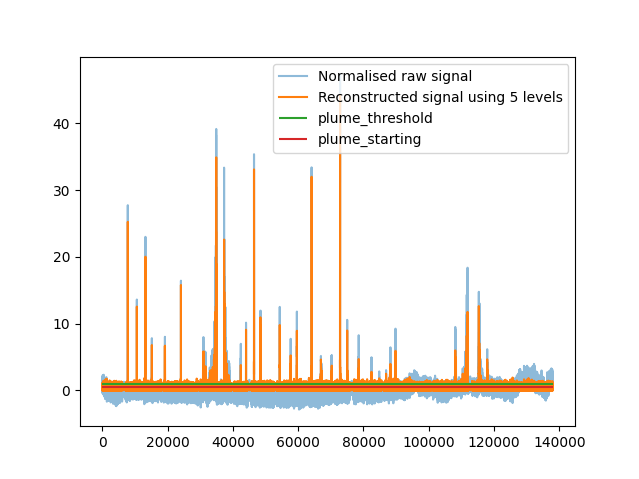 Normalised raw signal
Reconstructed signal using 5 levels
plume_threshold
plume_starting
40
30
20
10
0
0 20000 40000 60000 80000 100000 120000 140000